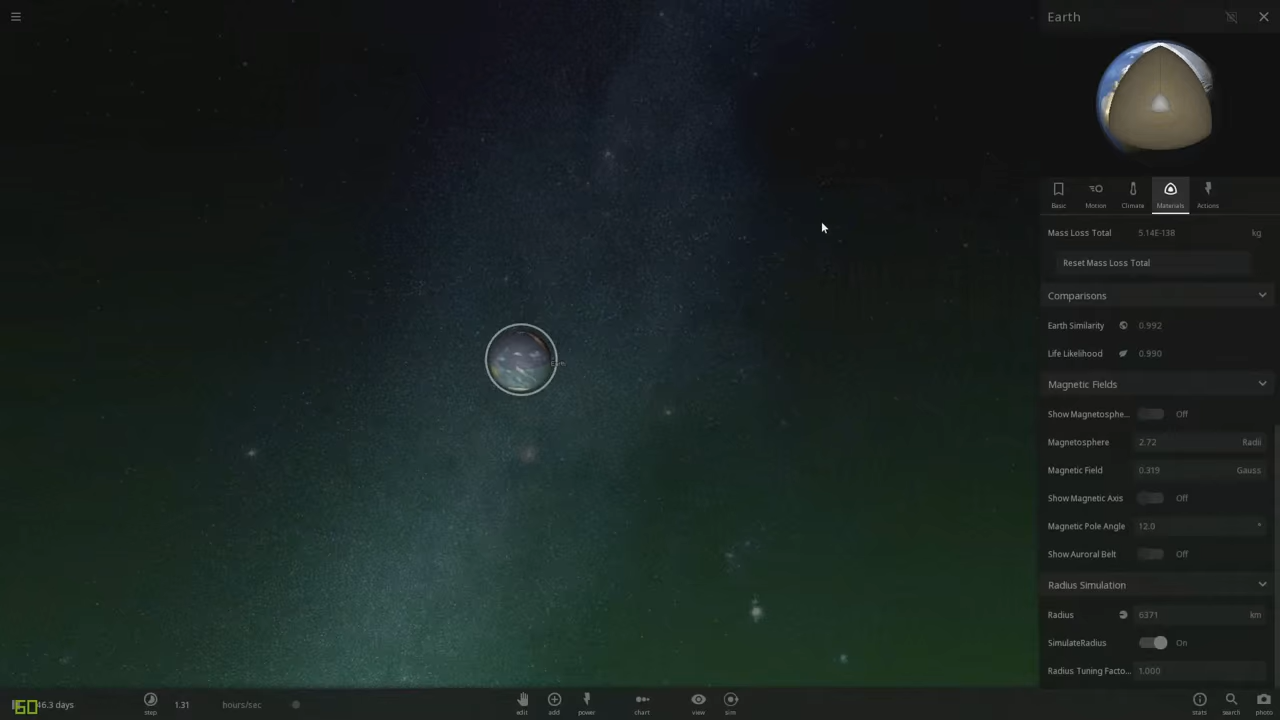 Earth
Basic Motion Climate Materials Actions
Mass Loss Total 5.14E-138 kg
Reset Mass Loss Total
Comparisons
Earth Similarity 0.992
Life Likelihood 0.990
Magnetic Fields
Show Magnetosphe... Off
Magnetosphere 2.72 Radii
Magnetic Field 0.319 Gauss
Show Magnetic Axis Off
Magnetic Pole Angle 12.0 °
Show Auroral Belt Off
Radius Simulation
Radius 6371 km
SimulateRadius On
Radius Tuning Facto... 1.000
Earth
60 46.3 days step 1.31 hours/sec edit add power chart view sim stats search photo